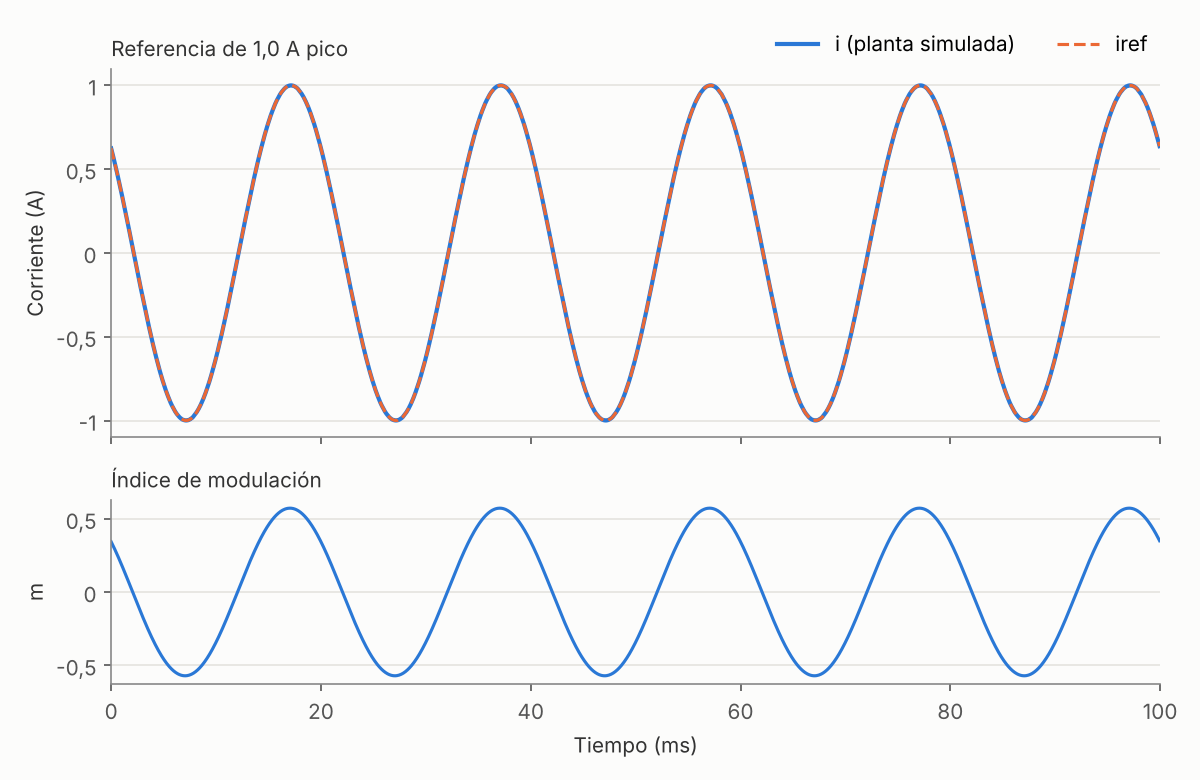 Referencia de 1,0 A pico
i (planta simulada)
iref
1
0,5
0
-0,5
-1
Corriente (A)
Índice de modulación
0,5
0
-0,5
m
0
20
40
60
80
100
Tiempo (ms)